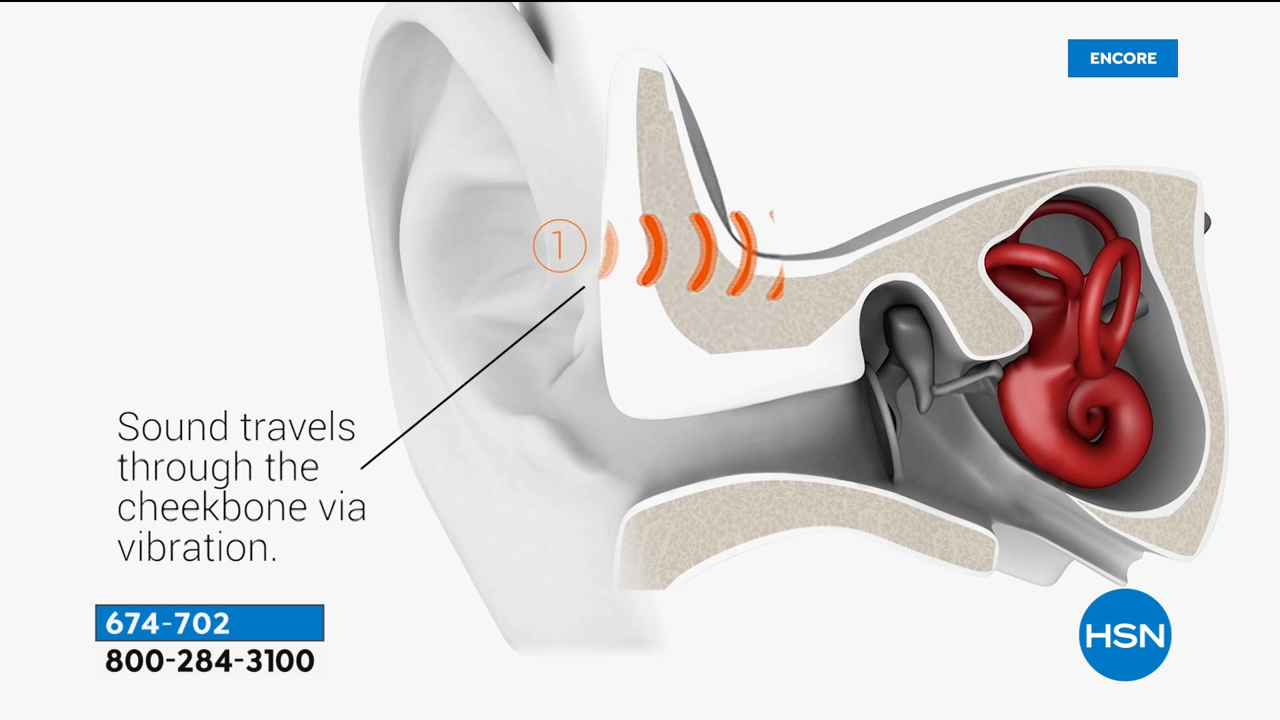 ENCORE
1
Sound travels
through the
cheekbone via
vibration.
674-702
800-284-3100
HSN